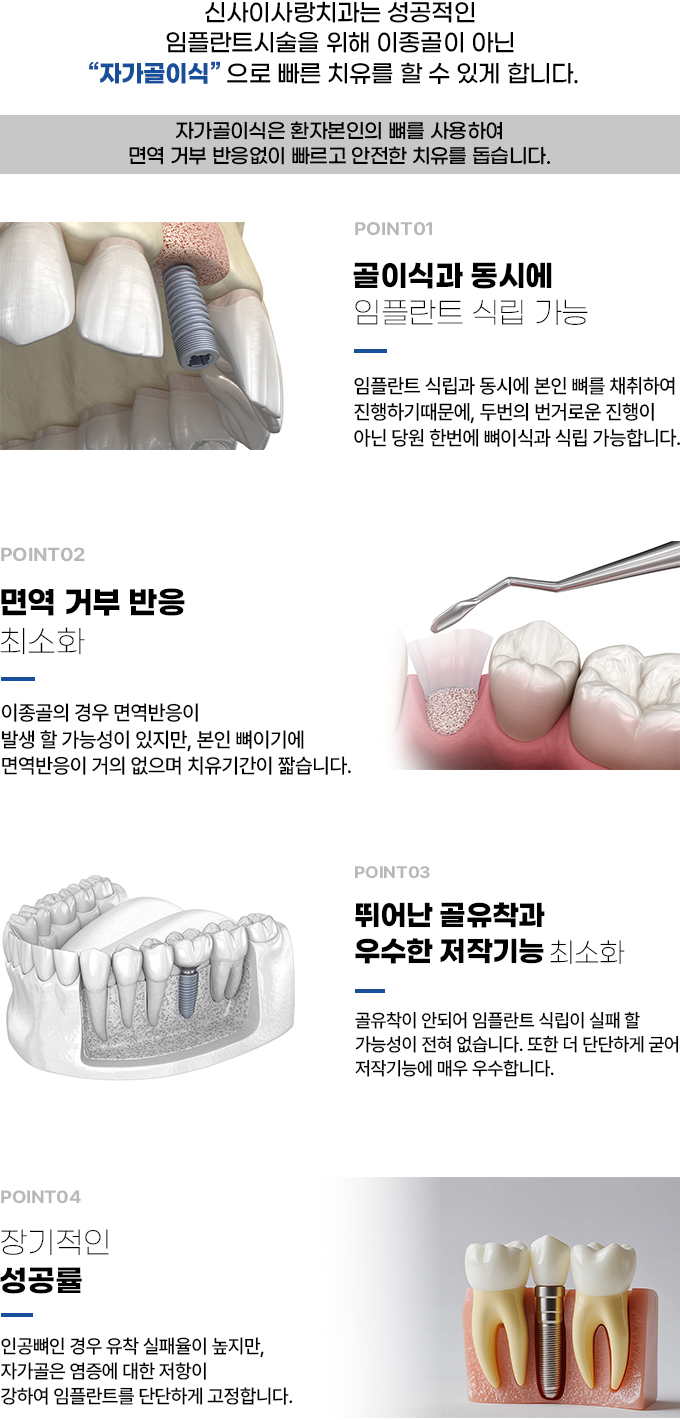 신사이사랑치과는 성공적인
임플란트시술을 위해 이종골이 아닌
“자가골이식” 으로 빠른 치유를 할 수 있게 합니다.
자가골이식은 환자본인의 뼈를 사용하여
면역 거부 반응없이 빠르고 안전한 치유를 돕습니다.
POINT01
골이식과 동시에
임플란트 식립 가능
임플란트 식립과 동시에 본인 뼈를 채취하여
진행하기때문에, 두번의 번거로운 진행이
아닌 당원 한번에 뼈이식과 식립 가능합니다.
POINT02
면역 거부 반응
최소화
이종골의 경우 면역반응이
발생 할 가능성이 있지만, 본인 뼈이기에
면역반응이 거의 없으며 치유기간이 짧습니다.
POINT03
뛰어난 골유착과
우수한 저작기능 최소화
골유착이 안되어 임플란트 식립이 실패 할
가능성이 전혀 없습니다. 또한 더 단단하게 굳어
저작기능에 매우 우수합니다.
POINT04
장기적인
성공률
인공뼈인 경우 유착 실패율이 높지만,
자가골은 염증에 대한 저항이
강하여 임플란트를 단단하게 고정합니다.